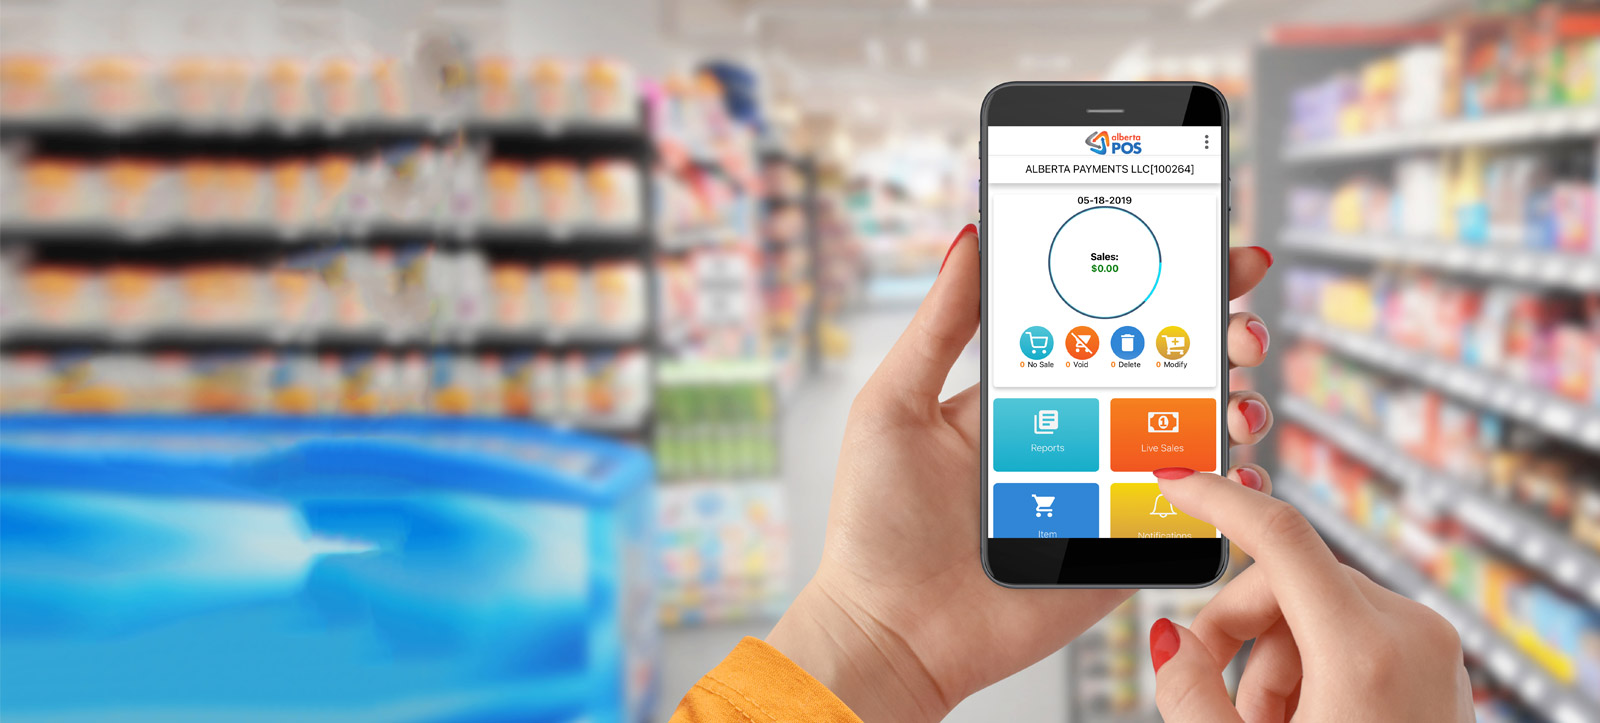 alberta
POS
ALBERTA PAYMENTS LLC[100264]
05-18-2019
Sales:
$0.00
0 No Sale 0 Void 0 Delete 0 Modify
Reports Live Sales
1
Item Notifications